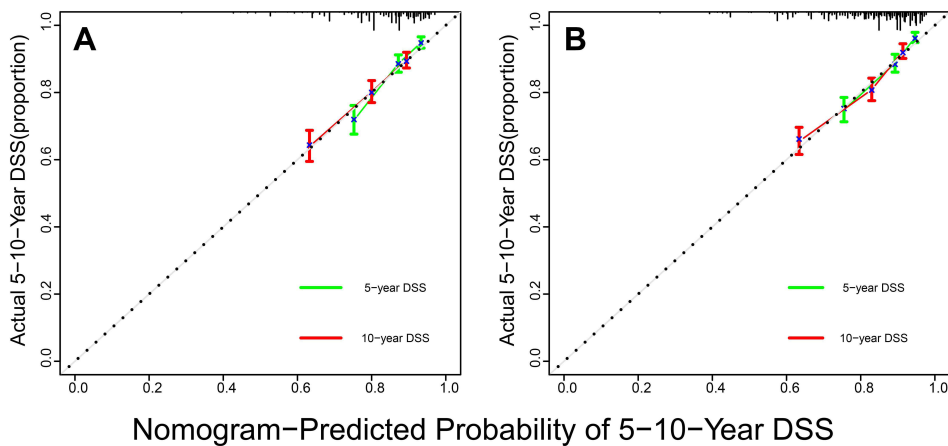 A
B
Actual 5-10-Year DSS(proportion)
1.0
0.8
0.6
0.4
0.2
0.0
5-year DSS
10-year DSS
0.0 0.2 0.4 0.6 0.8 1.0
Actual 5-10-Year DSS(proportion)
1.0
0.8
0.6
0.4
0.2
0.0
5-year DSS
10-year DSS
0.0 0.2 0.4 0.6 0.8 1.0
Nomogram-Predicted Probability of 5-10-Year DSS